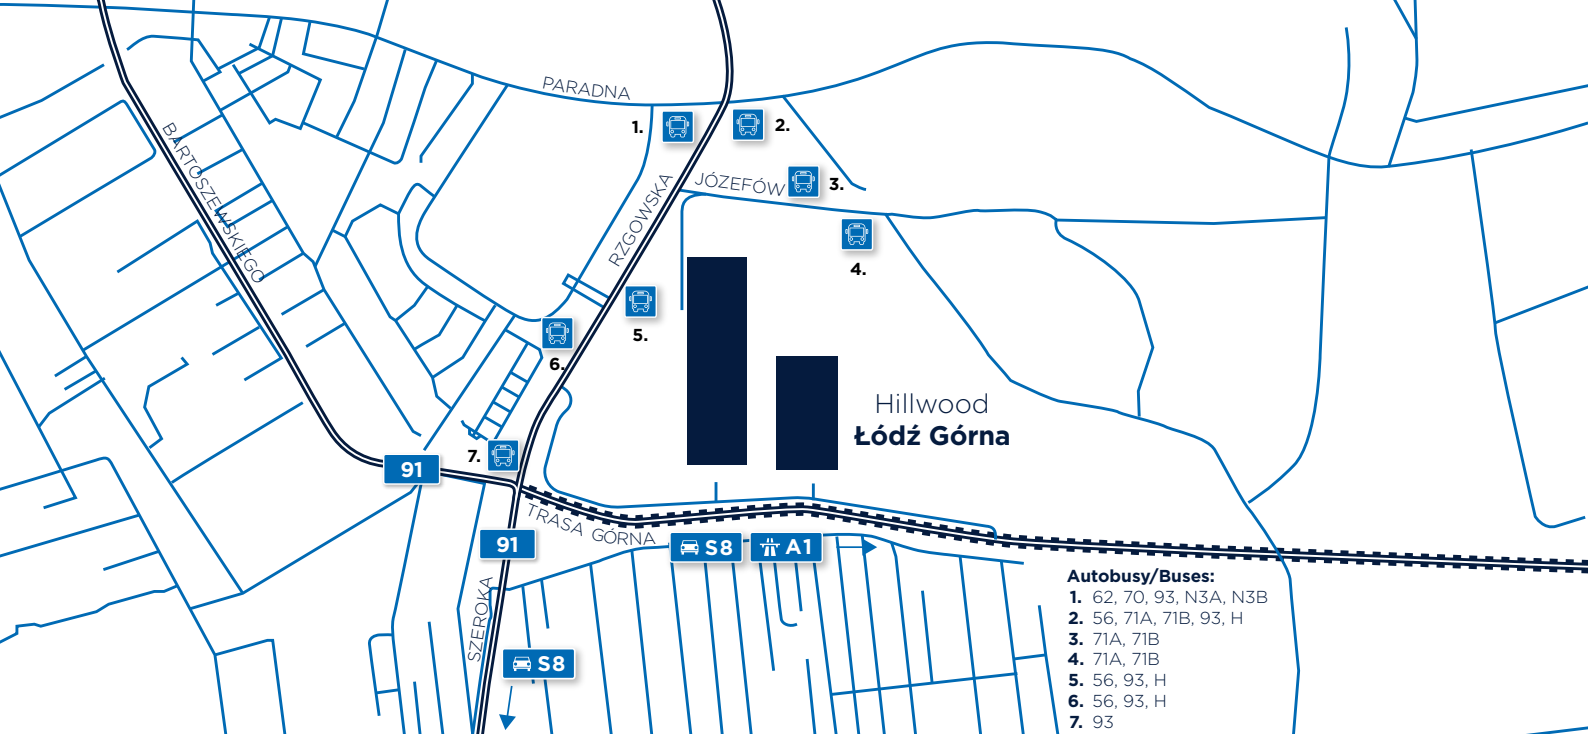 PARADNA
1.
2.
BARTOSZEWSKIEGO
RZGOWSKA
JÓZEFÓW
3.
4.
5.
6.
Hillwood
Łódź Górna
7.
91
TRASA GÓRNA
91
S8
A1
SZEROKA
S8
Autobusy/Buses:
1. 62, 70, 93, N3A, N3B
2. 56, 71A, 71B, 93, H
3. 71A, 71B
4. 71A, 71B
5. 56, 93, H
6. 56, 93, H
7. 93